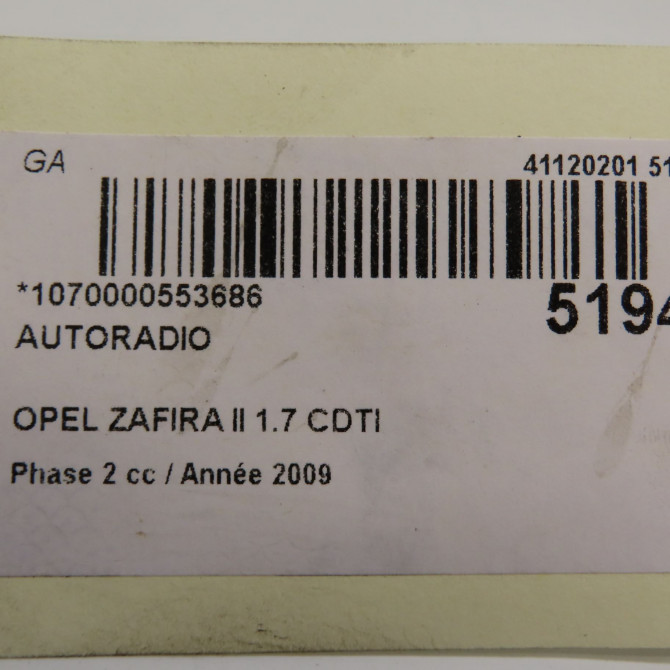 GA
41120201 51
*1070000553686
5194
AUTORADIO
OPEL ZAFIRA II 1.7 CDTI
Phase 2 cc / Année 2009